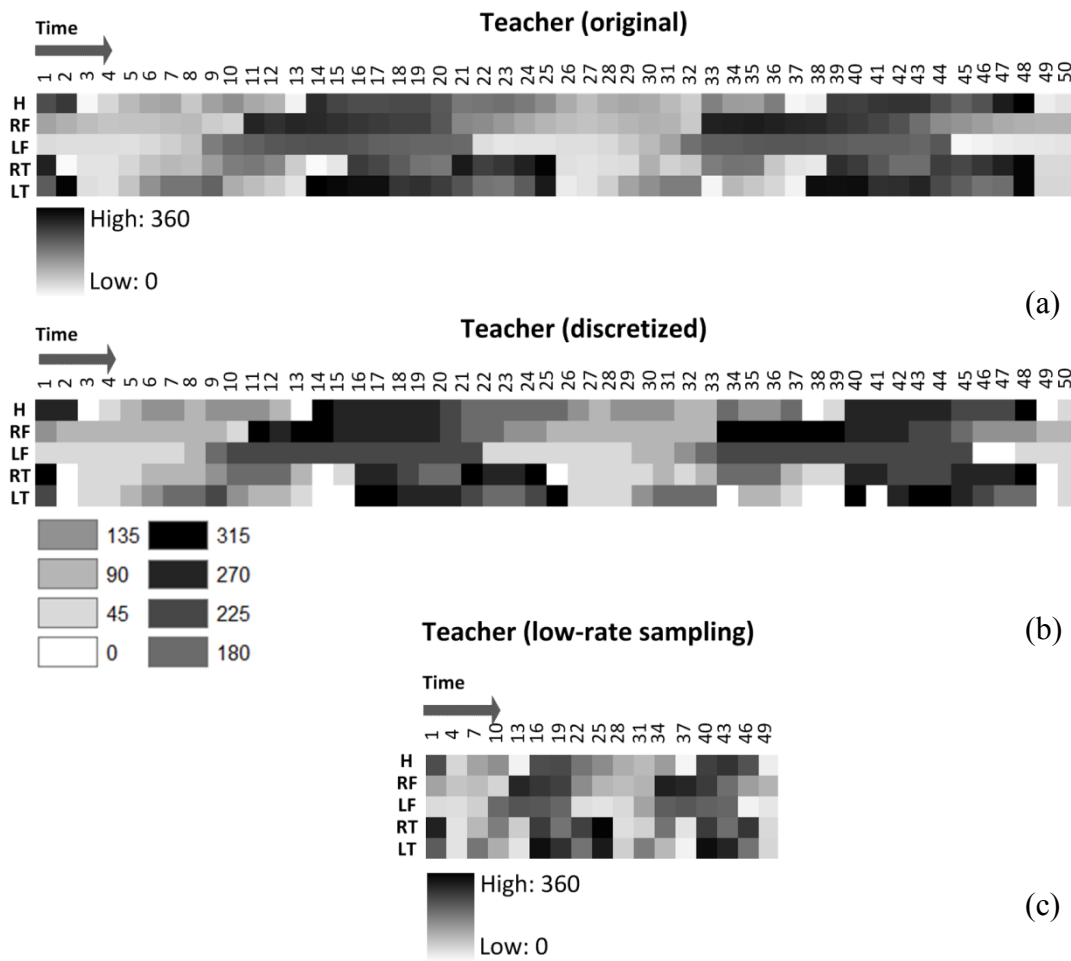 Teacher (original)
Time
1 2 3 4 5 6 7 8 9 10 11 12 13 14 15 16 17 18 19 20 21 22 23 24 25 26 27 28 29 30 31 32 33 34 35 36 37 38 39 40 41 42 43 44 45 46 47 48 49 50
H
RF
LF
RT
LT
High: 360
Low: 0
(a)
Teacher (discretized)
Time
1 2 3 4 5 6 7 8 9 10 11 12 13 14 15 16 17 18 19 20 21 22 23 24 25 26 27 28 29 30 31 32 33 34 35 36 37 38 39 40 41 42 43 44 45 46 47 48 49 50
H
RF
LF
RT
LT
135 315
90 270
45 225
0 180
(b)
Teacher (low-rate sampling)
Time
1 4 7 10 13 16 19 22 25 28 31 34 37 40 43 46 49
H
RF
LF
RT
LT
High: 360
Low: 0
(c)